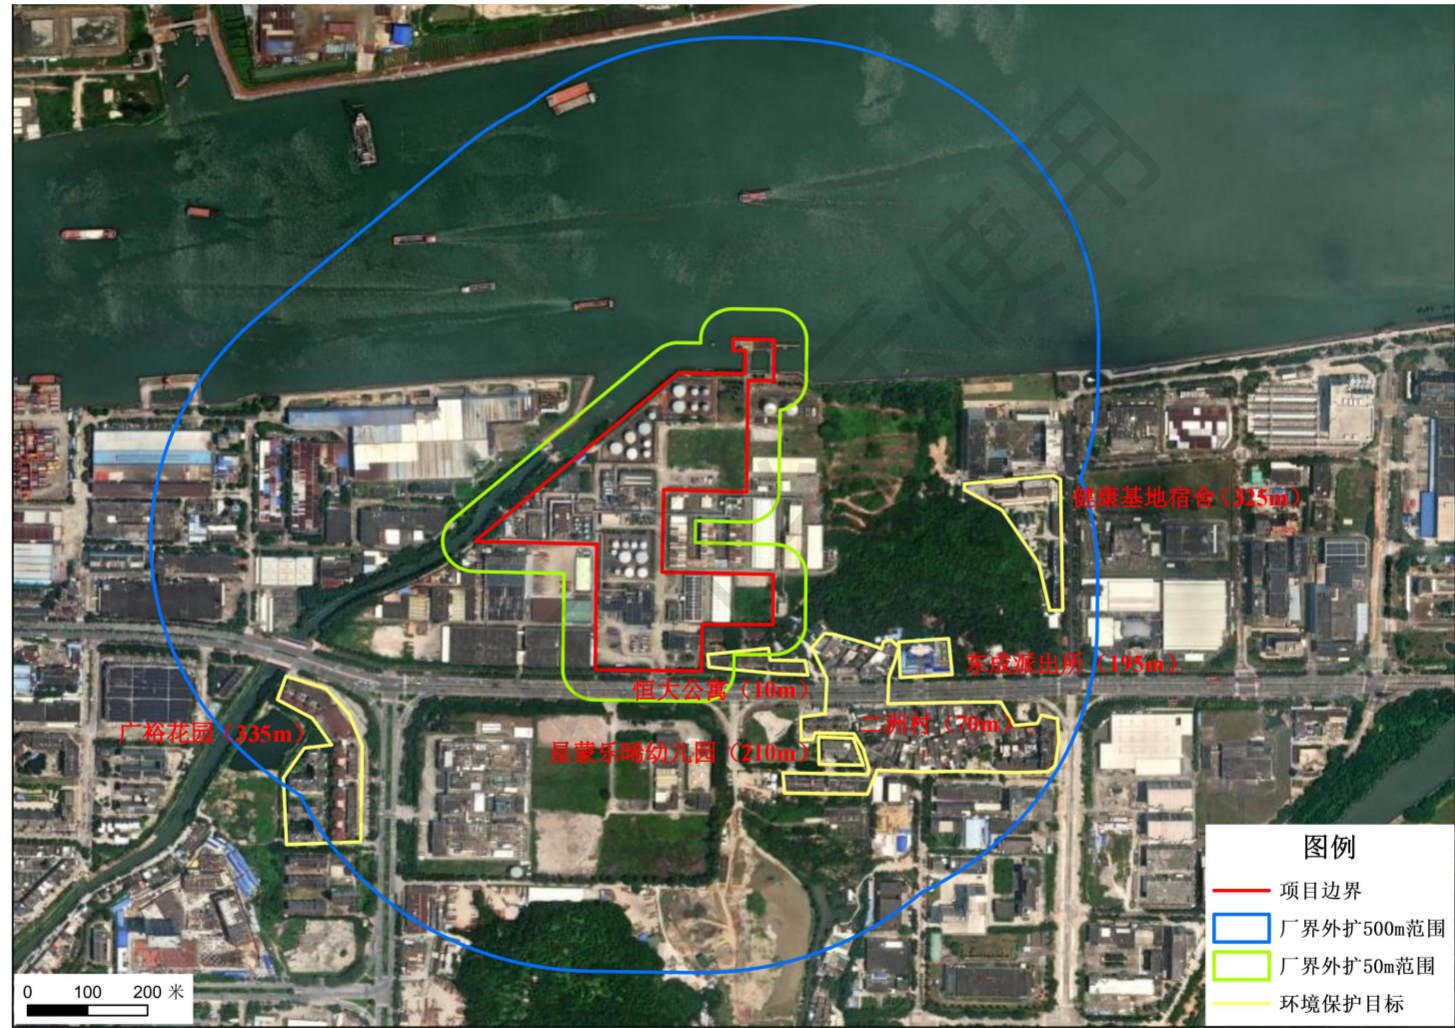 健康基地宿舍（325m）
东成派出所（195m）
恒大公寓（10m）
二洲村（70m）
广裕花园（335m）
星蒙乐晞幼儿园（210m）
图例
项目边界
厂界外扩500m范围
厂界外扩50m范围
环境保护目标
0 100 200 米
示使用